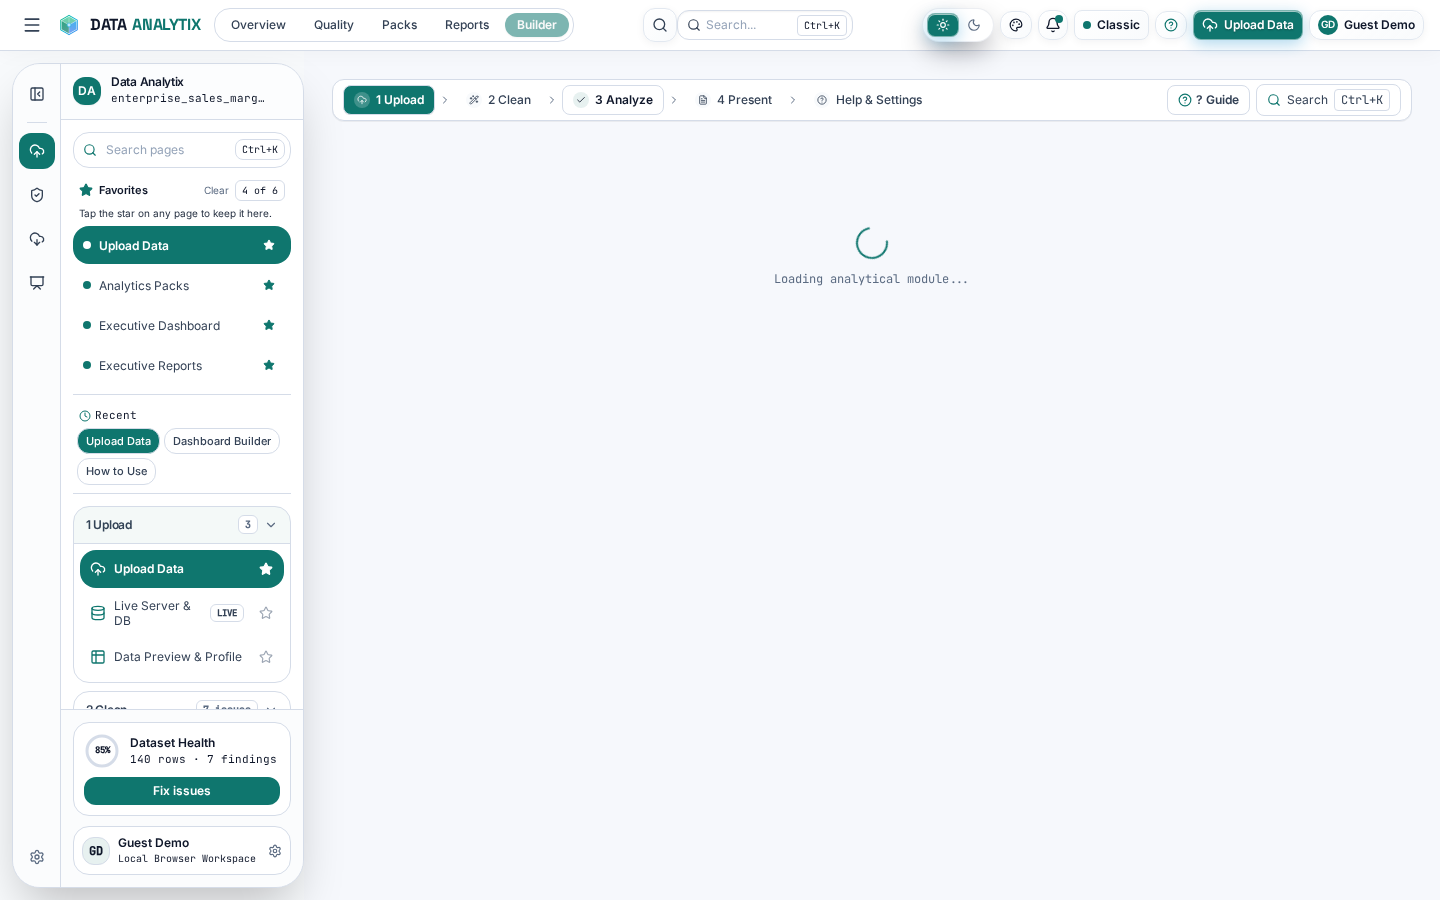 DATA ANALYTIX
Overview
Quality
Packs
Reports
Builder
Search...
Ctrl+K
Classic
Upload Data
GD
Guest Demo
DA
Data Analytix
enterprise_sales_marg…
Search pages
Ctrl+K
Favorites
Clear
4 of 6
Tap the star on any page to keep it here.
Upload Data
Analytics Packs
Executive Dashboard
Executive Reports
Recent
Upload Data
Dashboard Builder
How to Use
1 Upload
3
Upload Data
Live Server & DB
LIVE
Data Preview & Profile
2 Clean
7 issues
85%
Dataset Health
140 rows · 7 findings
Fix issues
GD
Guest Demo
Local Browser Workspace
1 Upload
2 Clean
3 Analyze
4 Present
Help & Settings
? Guide
Search
Ctrl+K
Loading analytical module...